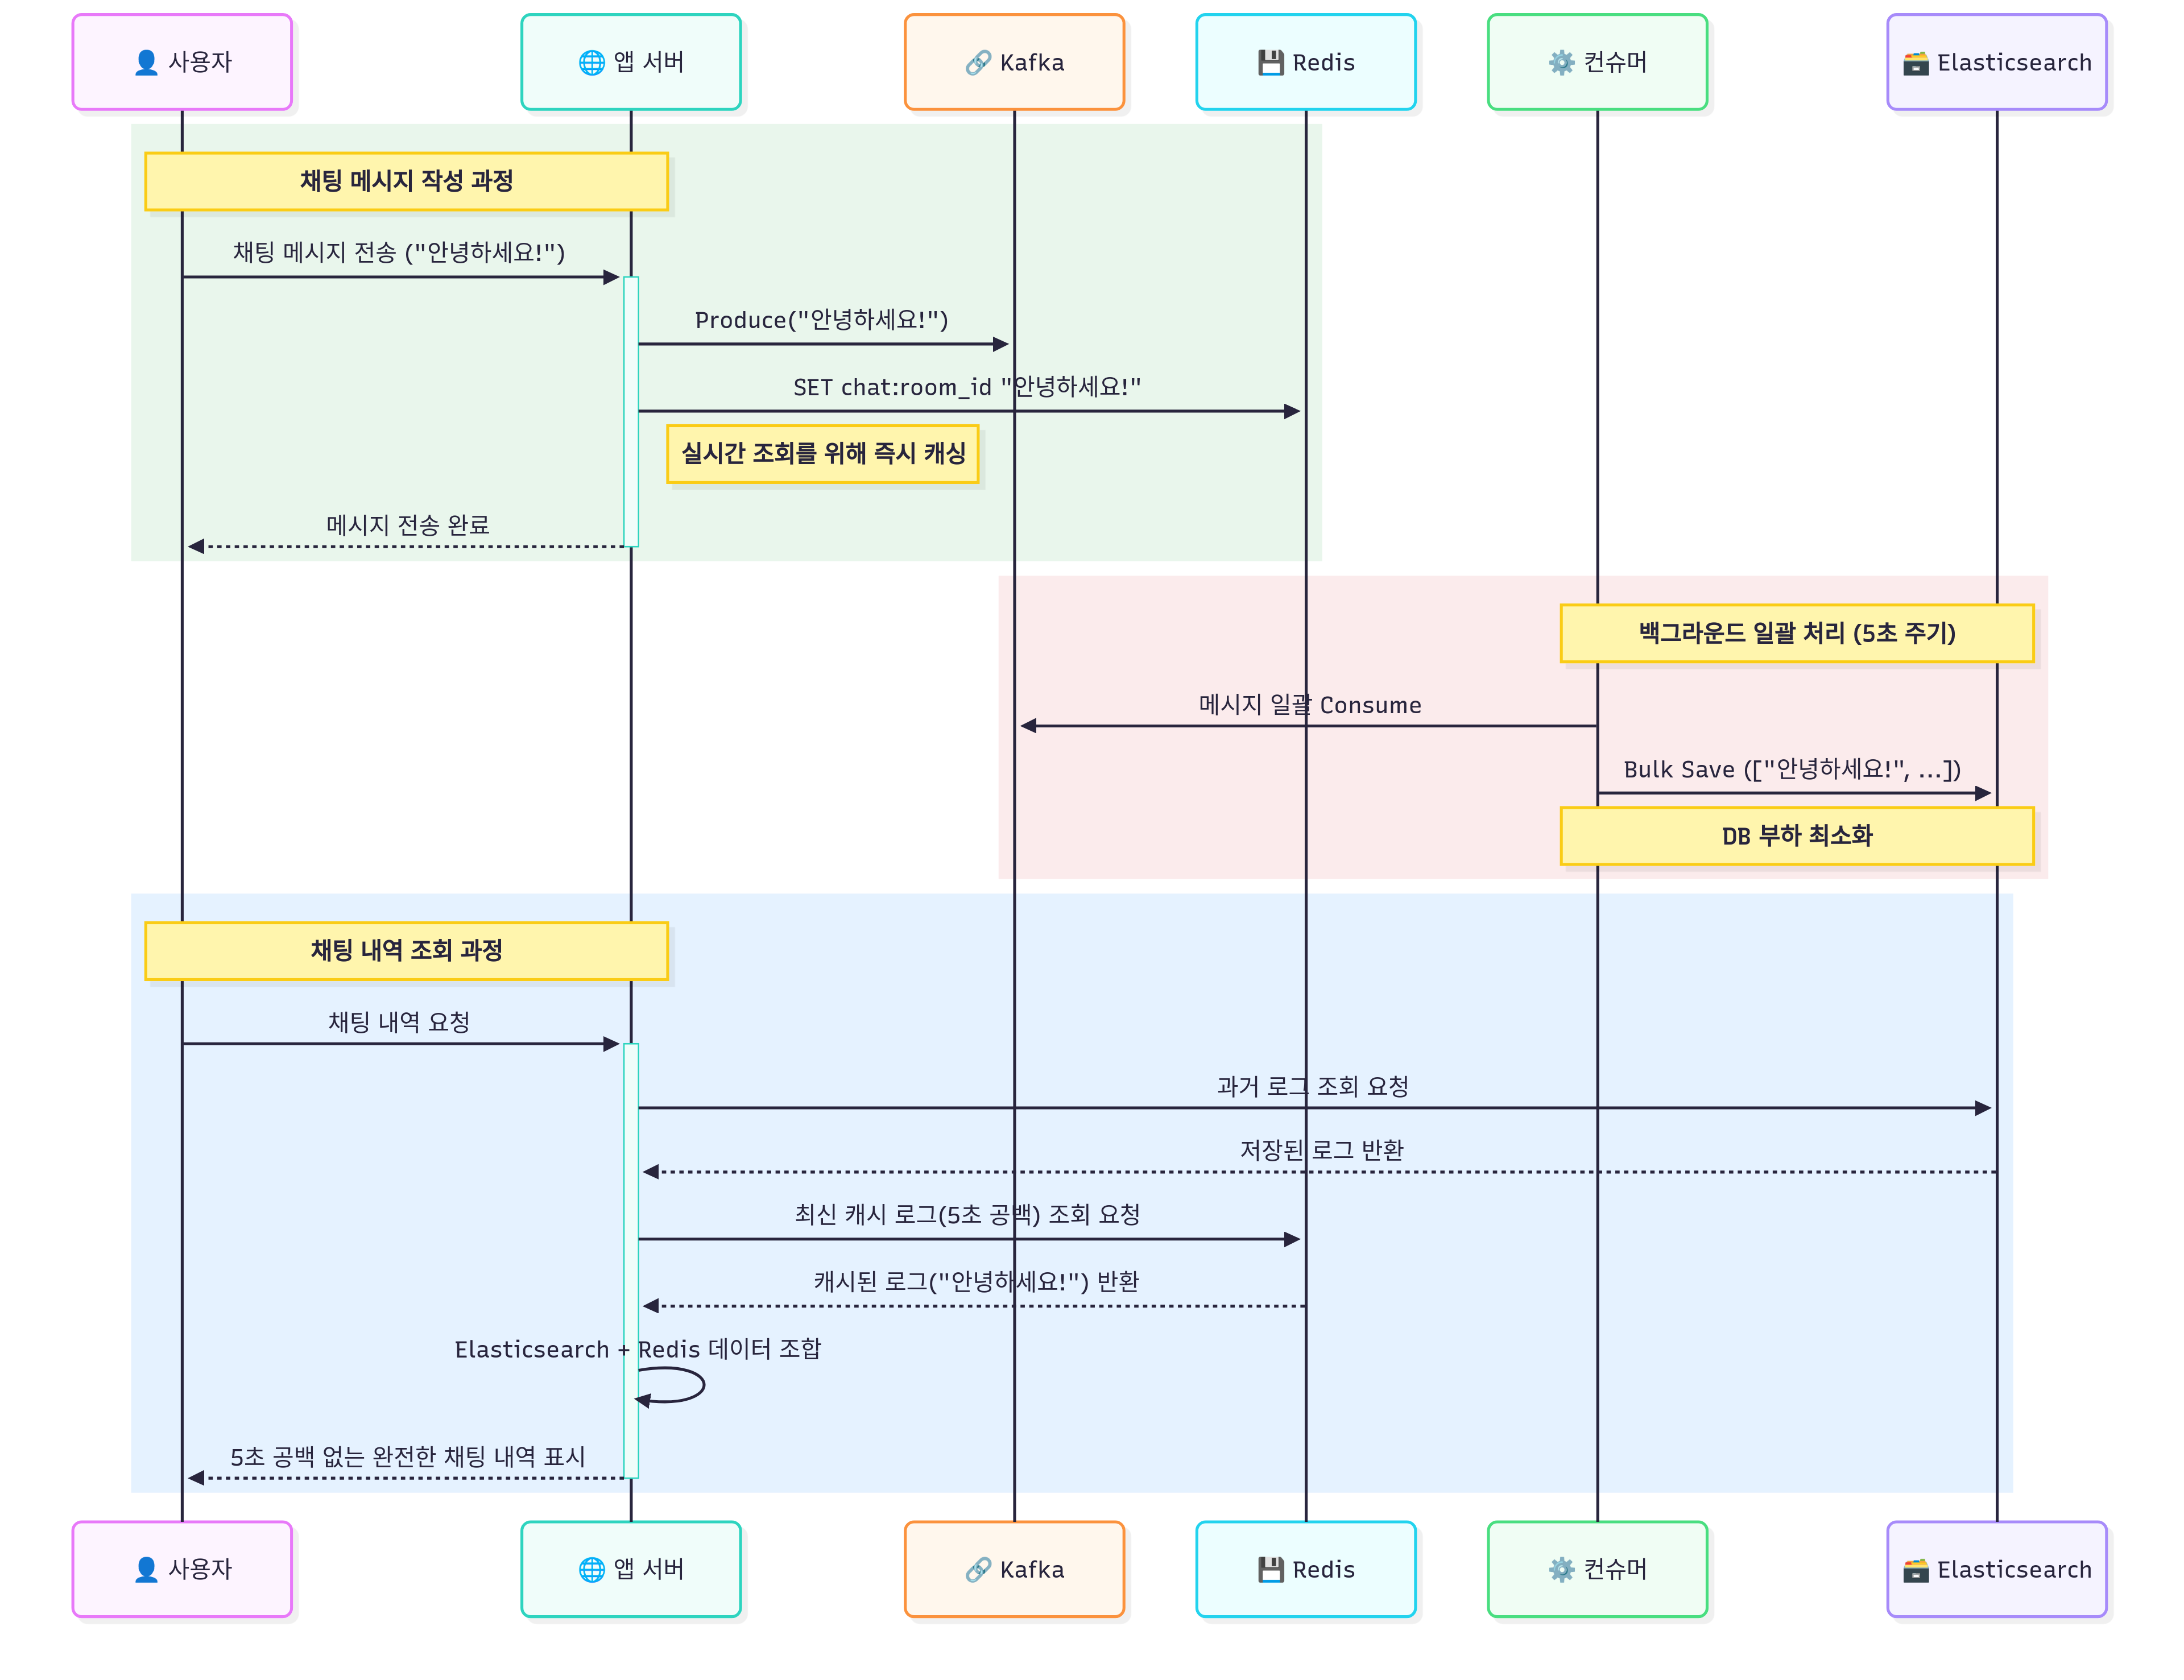 👤 사용자
🌐 앱 서버
🔗 Kafka
💾 Redis
⚙️ 컨슈머
🗃️ Elasticsearch
채팅 메시지 작성 과정
채팅 메시지 전송 ("안녕하세요!")
Produce("안녕하세요!")
SET chat:room_id "안녕하세요!"
실시간 조회를 위해 즉시 캐싱
메시지 전송 완료
백그라운드 일괄 처리 (5초 주기)
메시지 일괄 Consume
Bulk Save (["안녕하세요!", ...])
DB 부하 최소화
채팅 내역 조회 과정
채팅 내역 요청
과거 로그 조회 요청
저장된 로그 반환
최신 캐시 로그(5초 공백) 조회 요청
캐시된 로그("안녕하세요!") 반환
Elasticsearch + Redis 데이터 조합
5초 공백 없는 완전한 채팅 내역 표시
👤 사용자
🌐 앱 서버
🔗 Kafka
💾 Redis
⚙️ 컨슈머
🗃️ Elasticsearch